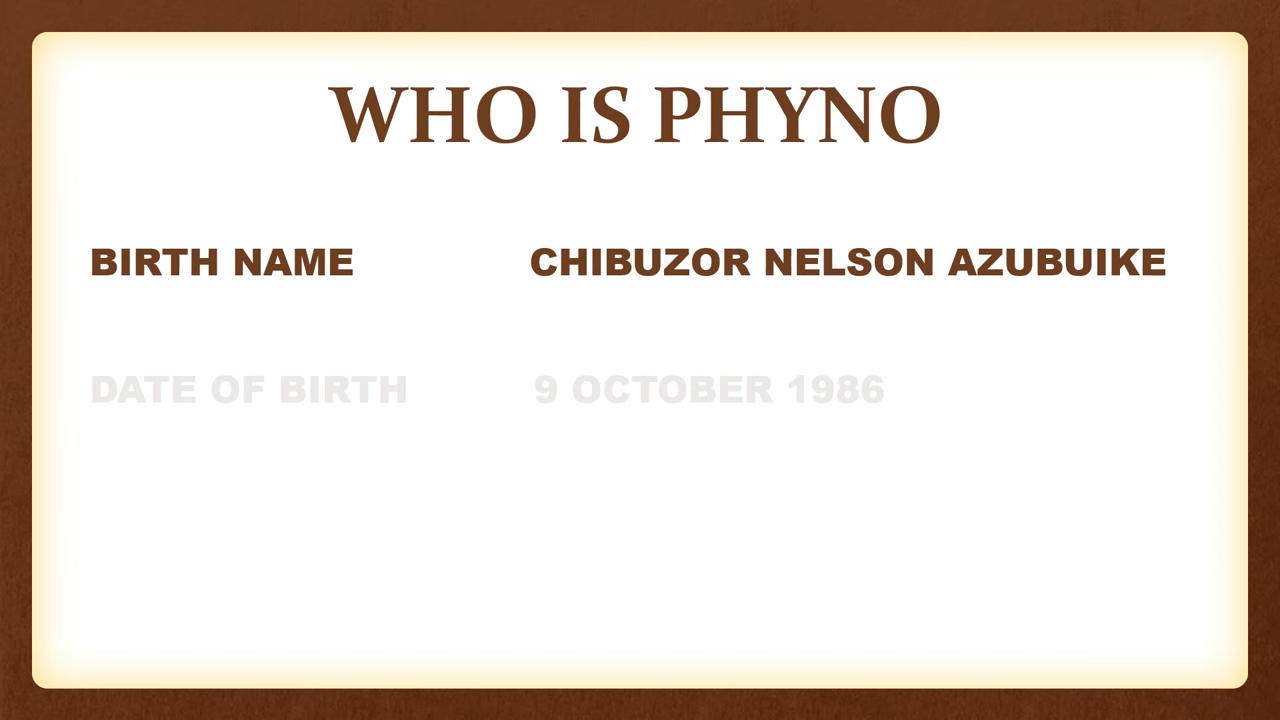 WHO IS PHYNO
BIRTH NAME CHIBUZOR NELSON AZUBUIKE
DATE OF BIRTH 9 OCTOBER 1986